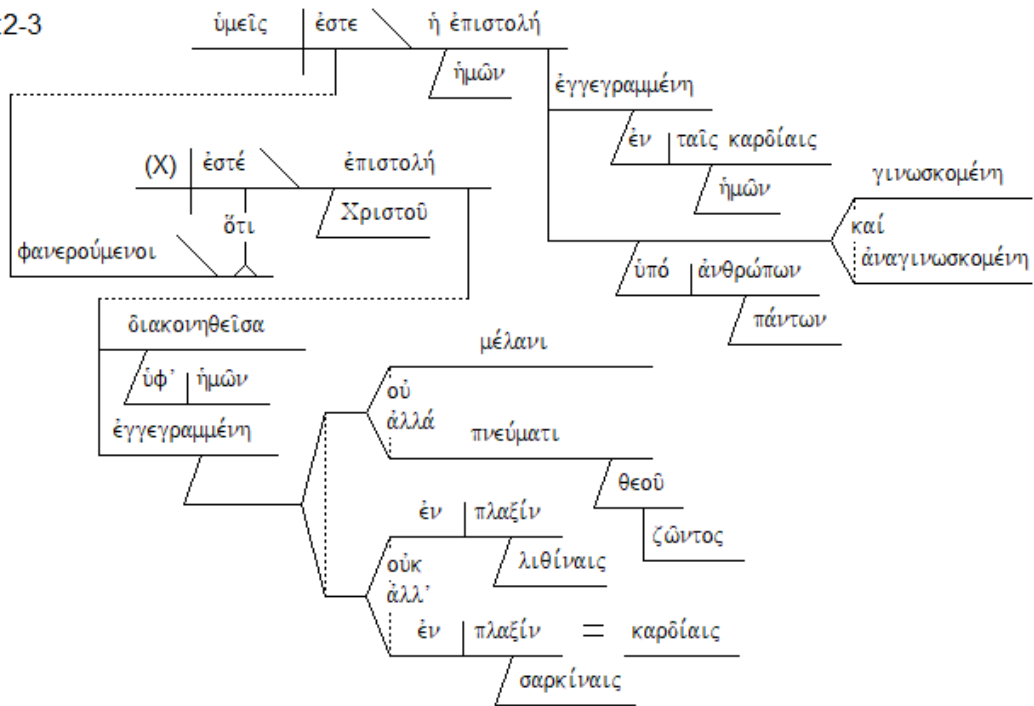 :2-3
ὑμεῖς ἐστε ἡ ἐπιστολή
ἡμῶν
ἐγγεγραμμένη
ἐν ταῖς καρδίαις
ἡμῶν
(X) ἐστέ ἐπιστολή
γινωσκομένη
Χριστοῦ
ὅτι
καί
φανερούμενοι
ἀναγινωσκομένη
ὑπό ἀνθρώπων
πάντων
διακονηθεῖσα
μέλανι
ὑφ' ἡμῶν
οὐ
ἀλλά
ἐγγεγραμμένη
πνεύματι
θεοῦ
ζῶντος
ἐν πλαξίν
λιθίναις
οὐκ
ἀλλ'
ἐν πλαξίν = καρδίαις
σαρκίναις